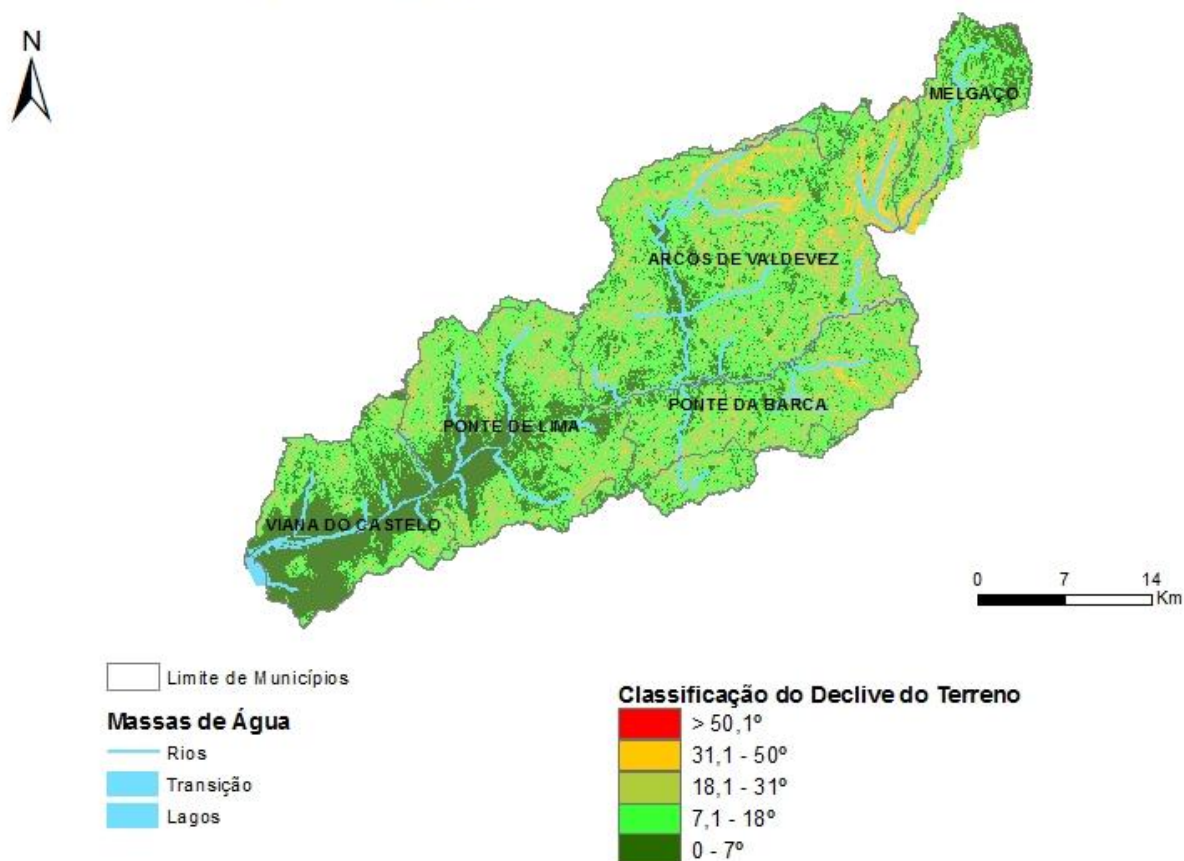 N
MELGAÇO
ARCOS DE VALDEVEZ
PONTE DA BARCA
PONTE DE LIMA
VIANA DO CASTELO
0 7 14
Km
Limite de Municípios
Massas de Água
Rios
Transição
Lagos
Classificação do Declive do Terreno
> 50,1º
31,1 - 50º
18,1 - 31º
7,1 - 18º
0 - 7º